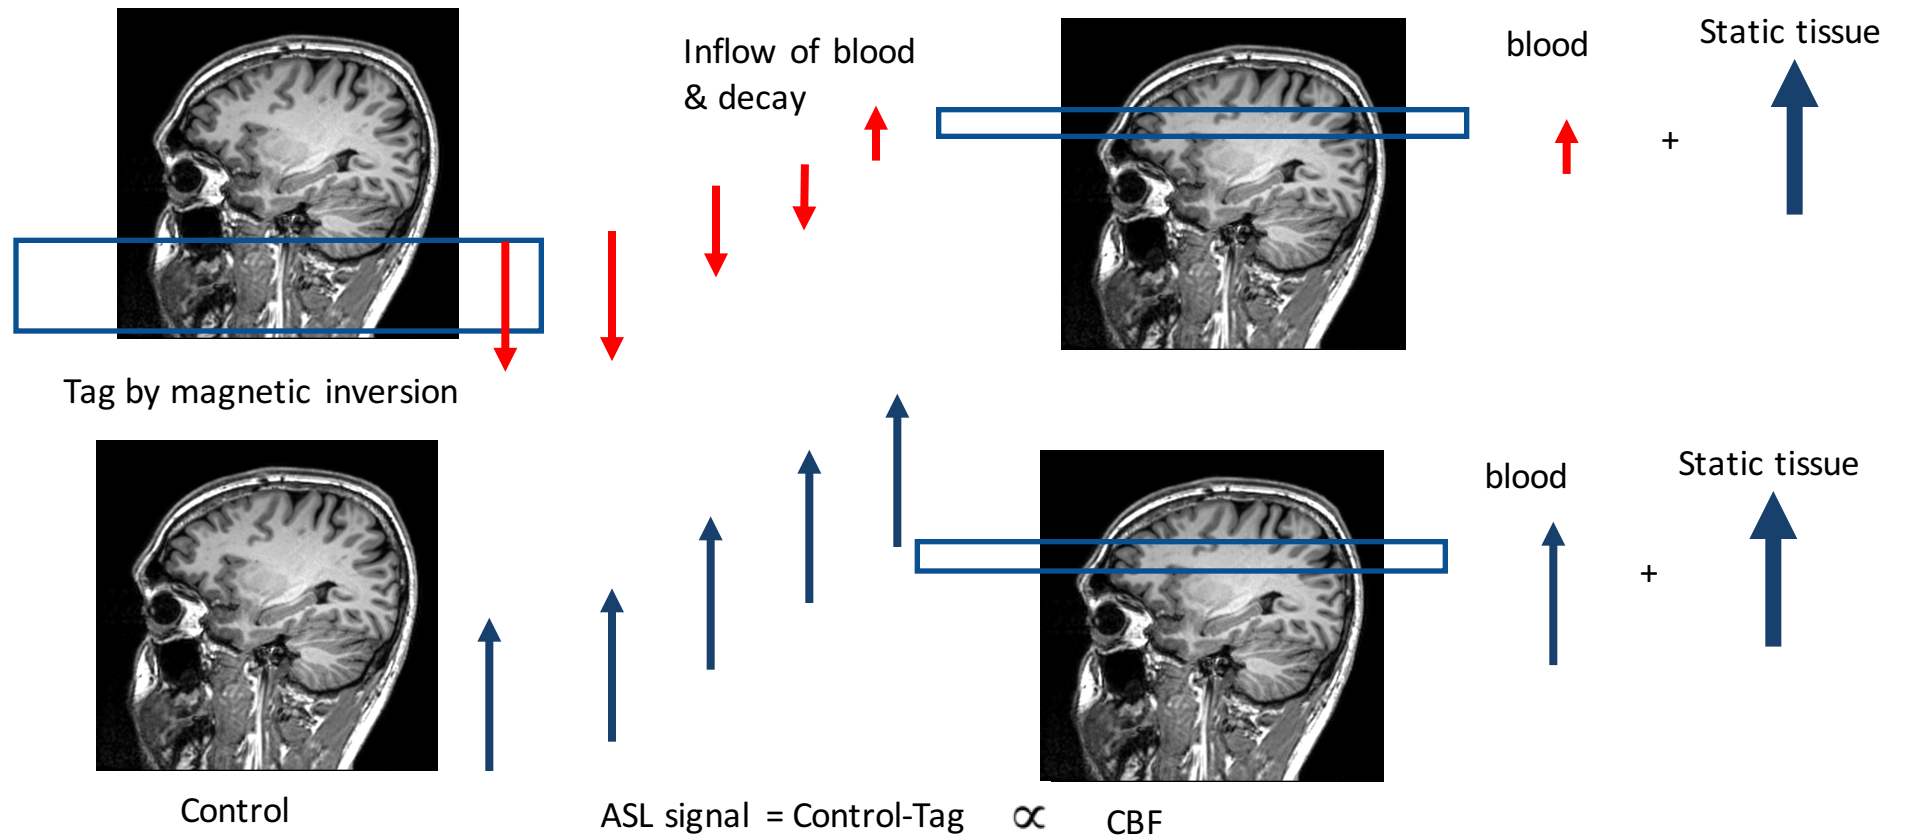 Inflow of blood
& decay
blood
Static tissue
+
Tag by magnetic inversion
blood
Static tissue
+
Control
ASL signal = Control-Tag ∝ CBF